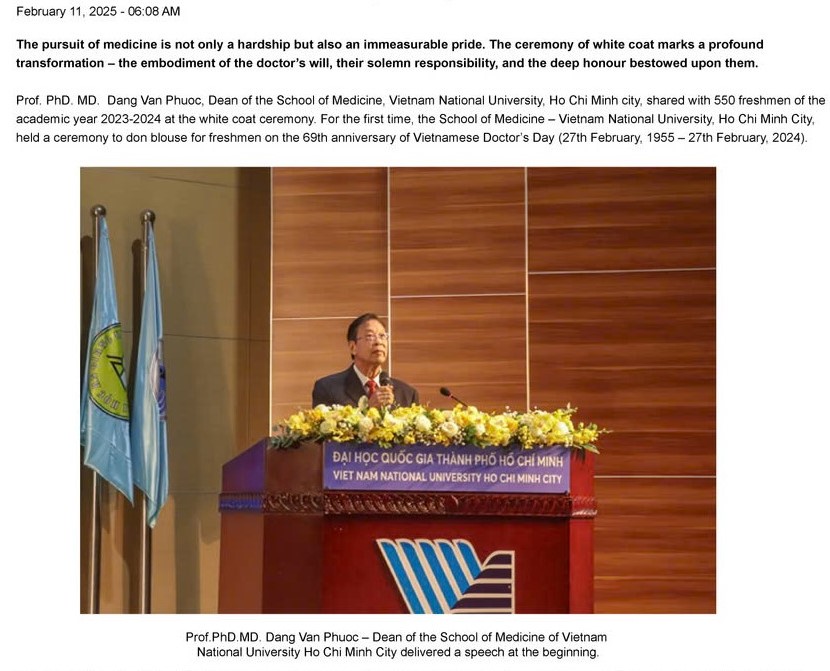 February 11, 2025 - 06:08 AM
The pursuit of medicine is not only a hardship but also an immeasurable pride. The ceremony of white coat marks a profound
transformation – the embodiment of the doctor's will, their solemn responsibility, and the deep honour bestowed upon them.
Prof. PhD. MD. Dang Van Phuoc, Dean of the School of Medicine, Vietnam National University, Ho Chi Minh city, shared with 550 freshmen of the
academic year 2023-2024 at the white coat ceremony. For the first time, the School of Medicine – Vietnam National University, Ho Chi Minh City,
held a ceremony to don blouse for freshmen on the 69th anniversary of Vietnamese Doctor's Day (27th February, 1955 – 27th February, 2024).
ĐẠI HỌC QUỐC GIA THÀNH PHỐ HỒ CHÍ MINH
VIET NAM NATIONAL UNIVERSITY HO CHI MINH CITY
Prof.PhD.MD. Dang Van Phuoc – Dean of the School of Medicine of Vietnam
National University Ho Chi Minh City delivered a speech at the beginning.